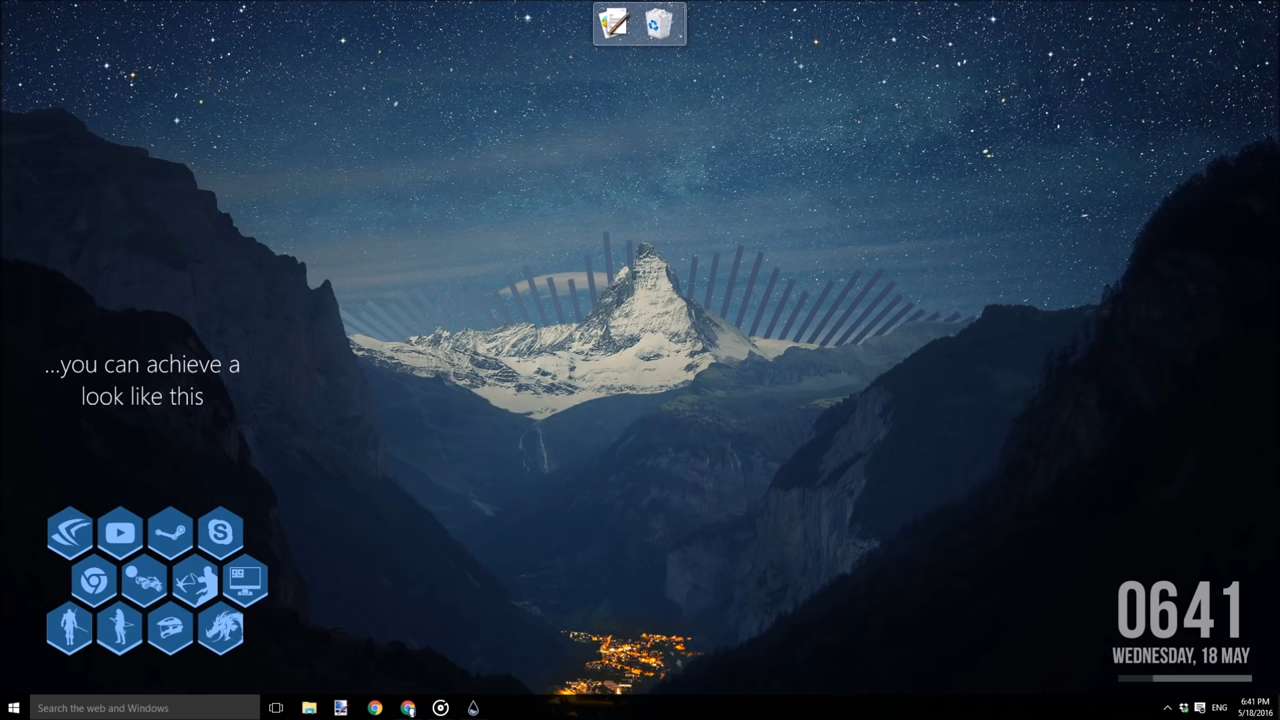 ...you can achieve a
look like this
0641
WEDNESDAY, 18 MAY
Search the web and Windows
ENG
6:41 PM
5/18/2016